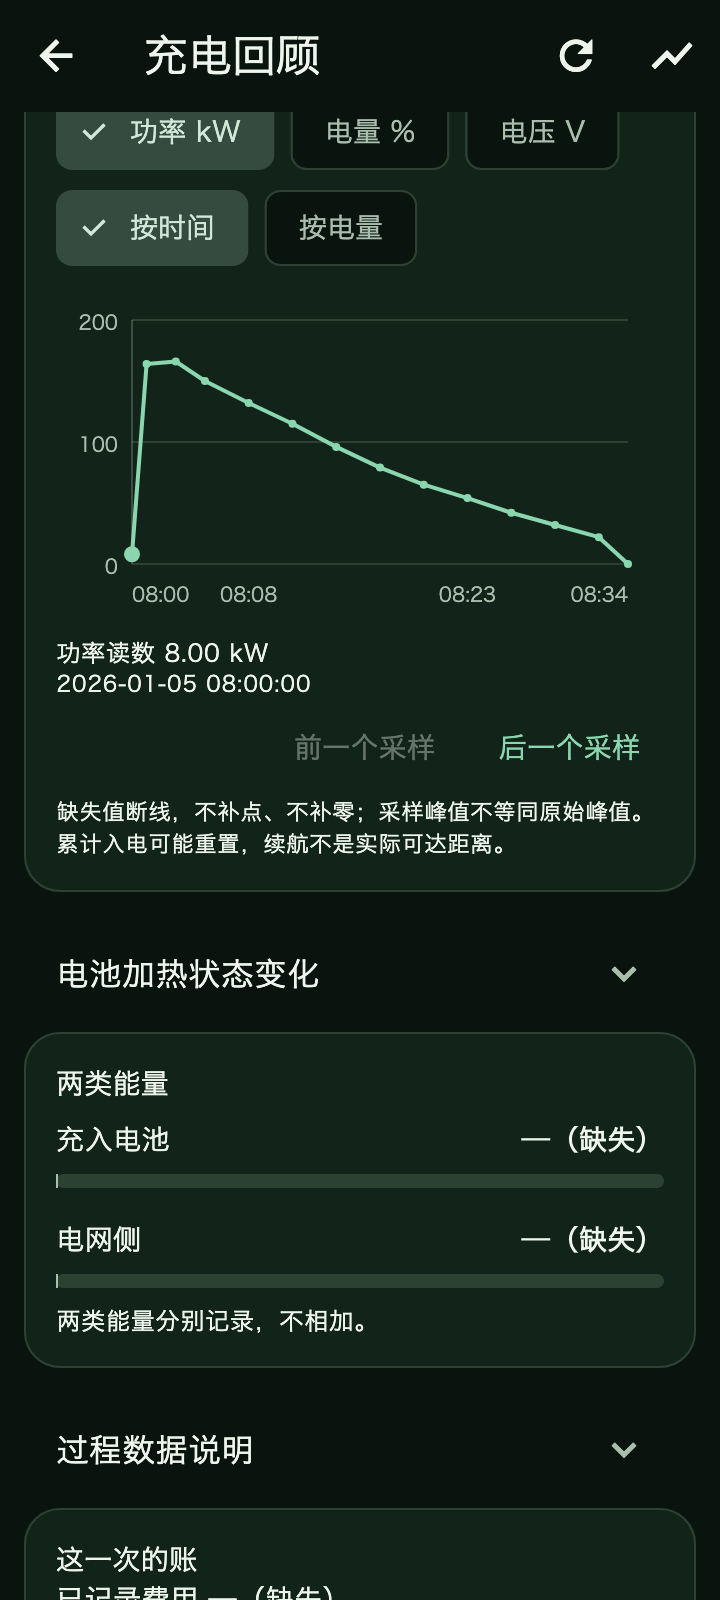 充电回顾
功率 kW
电量 %
电压 V
按时间
按电量
200
100
0
08:00 08:08 08:23 08:34
功率读数 8.00 kW
2026-01-05 08:00:00
前一个采样 后一个采样
缺失值断线，不补点、不补零；采样峰值不等同原始峰值。
累计入电可能重置，续航不是实际可达距离。
电池加热状态变化
两类能量
充入电池 —（缺失）
电网侧 —（缺失）
两类能量分别记录，不相加。
过程数据说明
这一次的账
已记录费用 —（缺失）